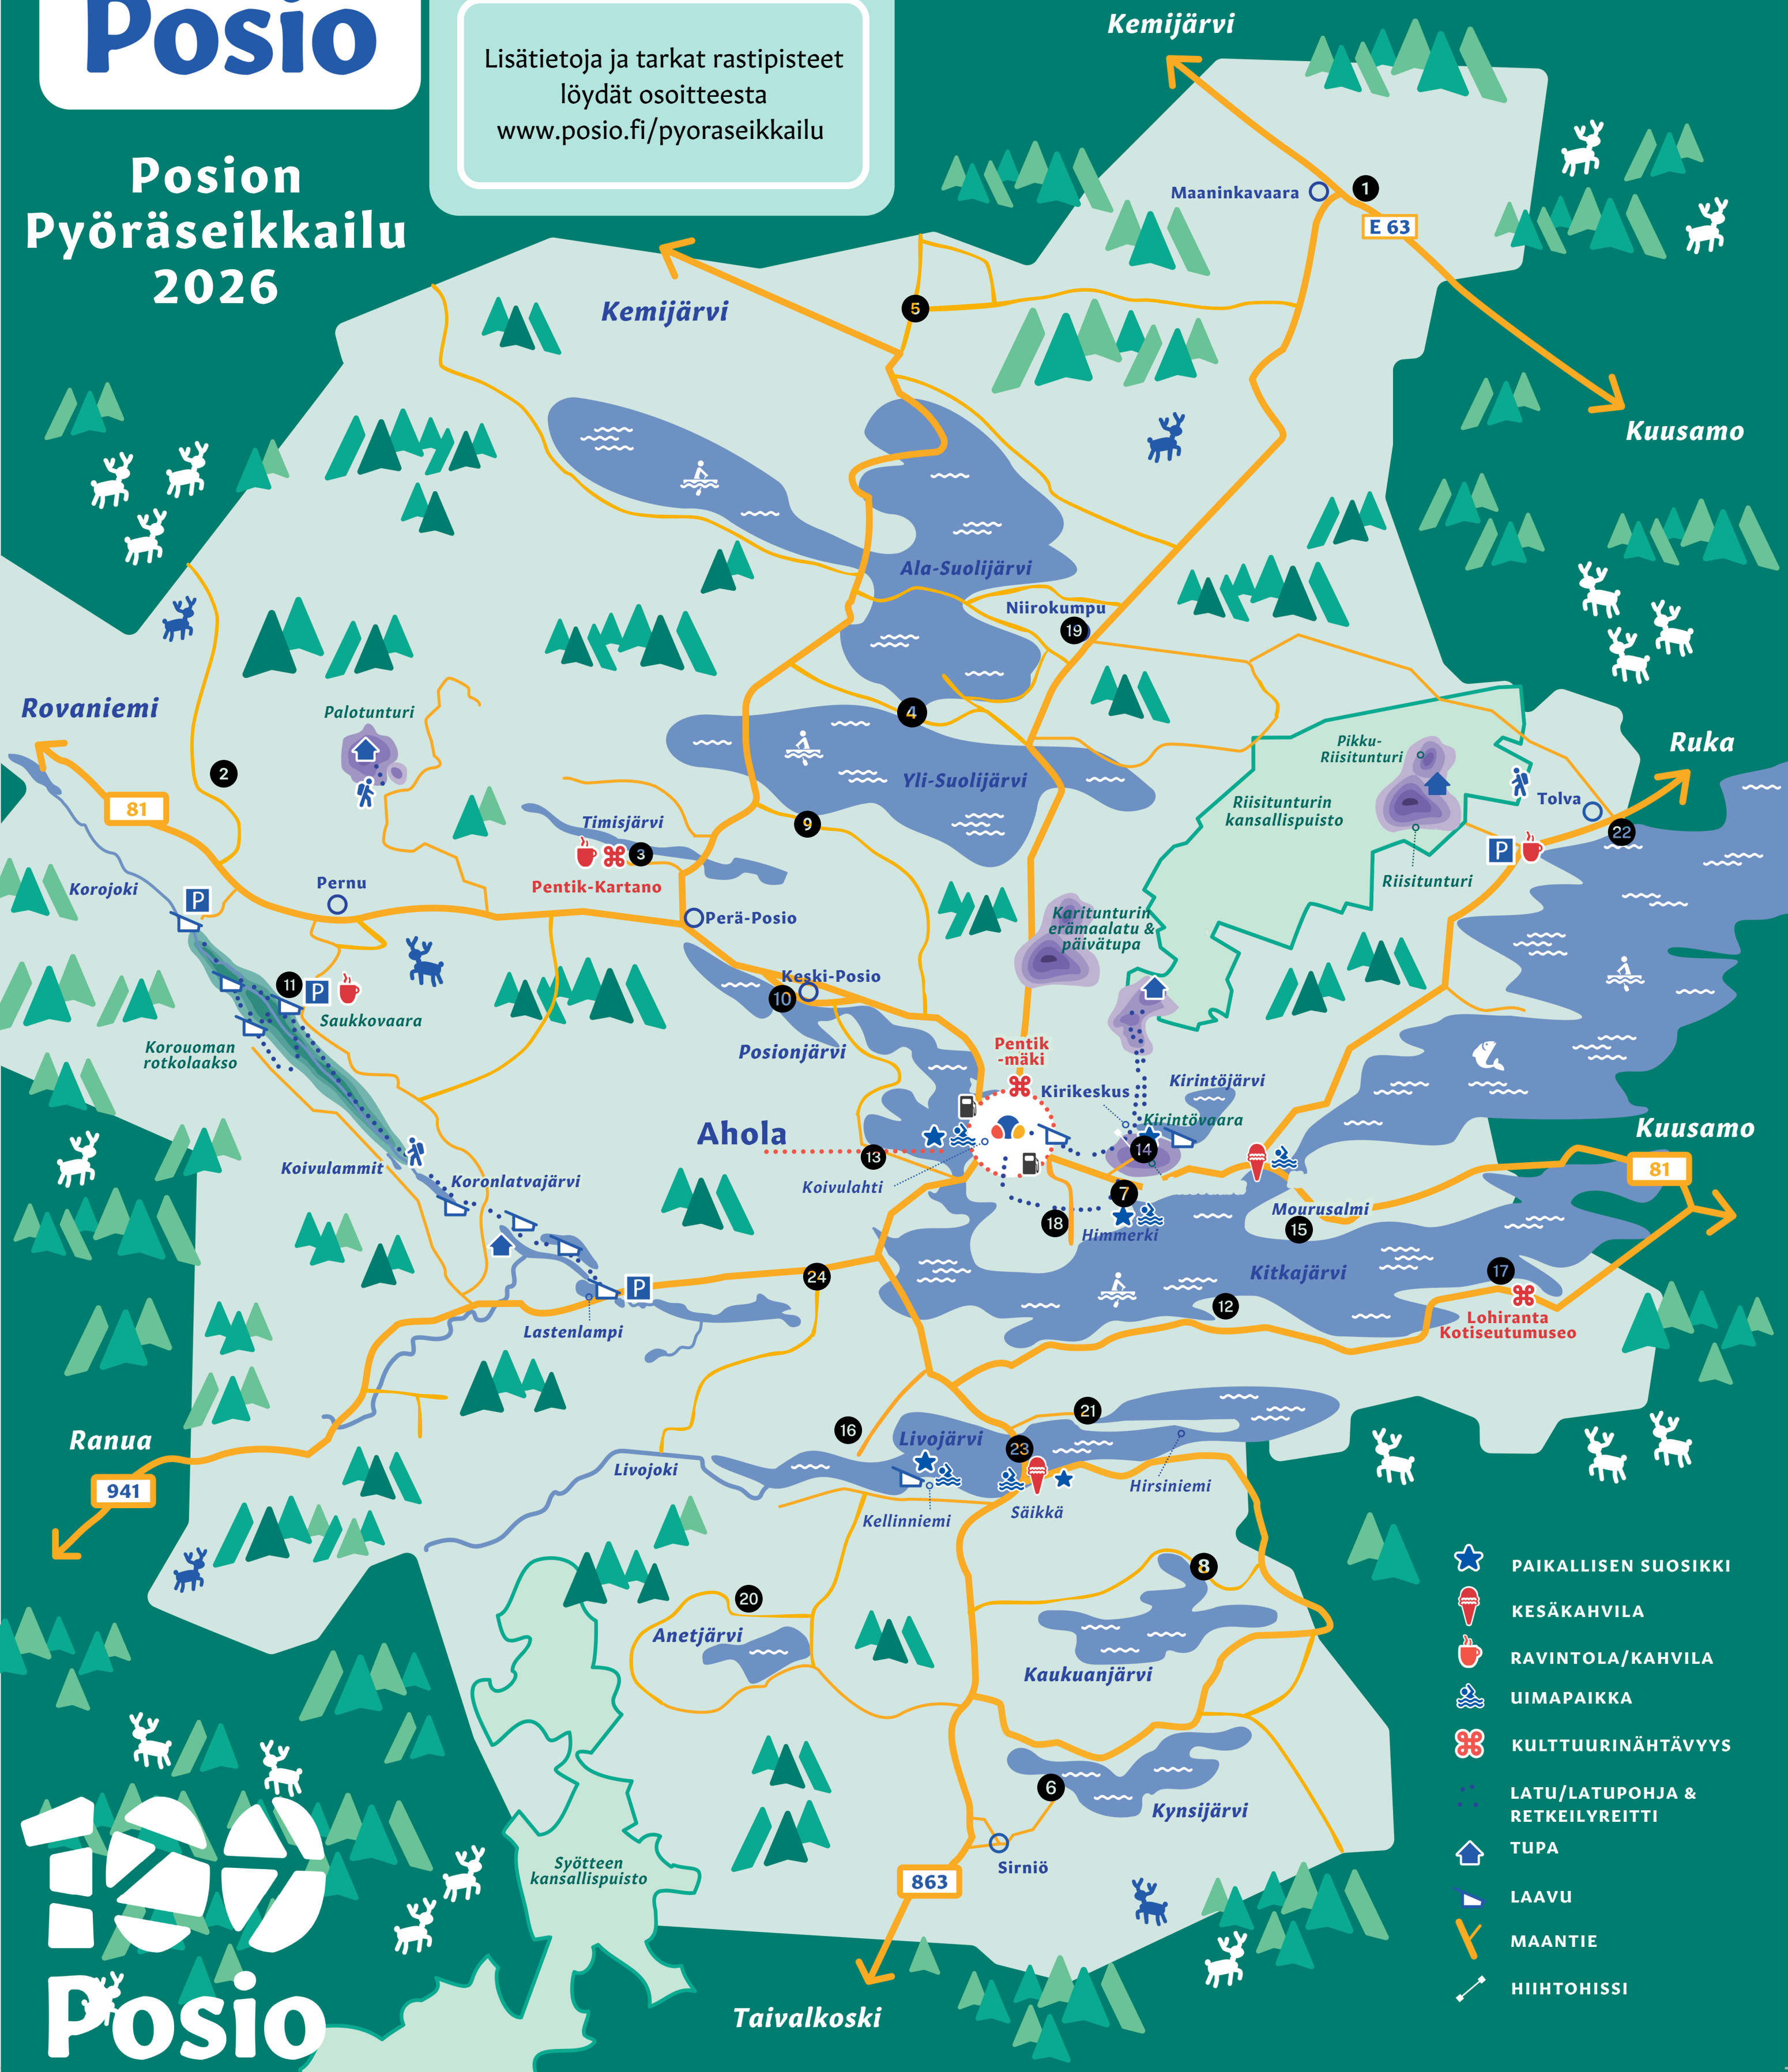 Posio
Lisätietoja ja tarkat rastipisteet
löydät osoitteesta
www.posio.fi/pyoraseikkailu
Posion
Pyöräseikkailu
2026
Kemijärvi
Maaninkavaara
1
E 63
Kemijärvi
5
Kuusamo
Ala-Suolijärvi
Niirokumpu
19
Rovaniemi
Palotunturi
4
Pikku-
Riisitunturi
Ruka
2
81
Yli-Suolijärvi
Riisitunturin
kansallispuisto
Tolva
22
Timisjärvi
9
3
P
Pentik-Kartano
Riisitunturi
Korojoki
P
Pernu
Perä-Posio
Karitunturin
erämaalatu &
päivätupa
Keski-Posio
10
11
P
Saukkovaara
Korouoman
rotkolaakso
Posionjärvi
Pentik
-mäki
Kirikeskus
Kirintöjärvi
Kirintövaara
Ahola
13
14
Kuusamo
81
Koivulammit
Koronlatvajärvi
Koivulahti
7
18
Himmerki
Mourusalmi
15
Kitkajärvi
17
24
P
12
Lastenlampi
Lohiranta
Kotiseutumuseo
21
16
Livojärvi
23
Ranua
941
Livojoki
Hirsiniemi
Kellinniemi
Säikkä
8
20
Anetjärvi
Kaukuanjärvi
6
Kynsijärvi
Sirniö
Syötteen
kansallispuisto
863
Taivalkoski
PAIKALLISEN SUOSIKKI
KESÄKAHVILA
RAVINTOLA/KAHVILA
UIMAPAIKKA
KULTTUURINÄHTÄVYYS
LATU/LATUPOHJA &
RETKEILYREITTI
TUPA
LAAVU
MAANTIE
HIIHTOHISSI
100
Posio